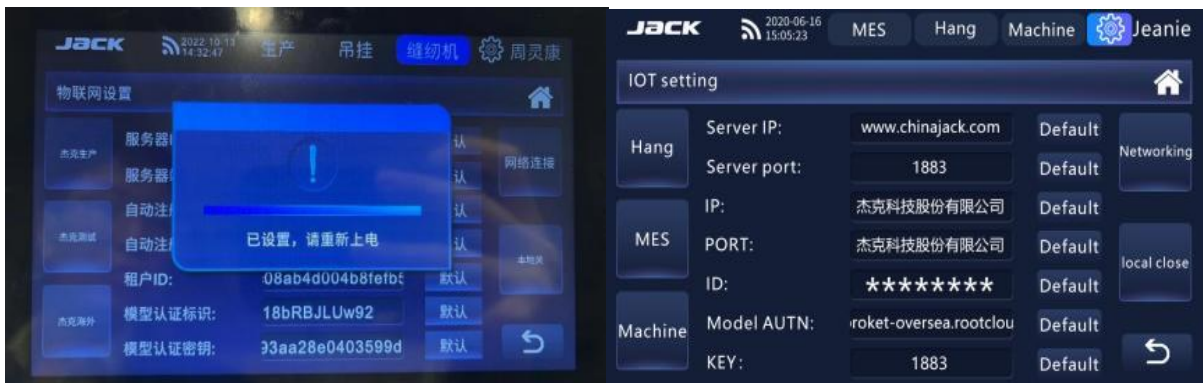 JACK
2022-10-13
14:32:47
生产
吊挂
缝纫机
周灵康
物联网设置
杰克生产
服务器
默认
服务器
网络连接
自动注
杰克测试
自动注
已设置，请重新上电
本地关
租户ID:
08ab4d004b8fefb5
默认
杰克海外
模型认证标识:
18bRBJLUw92
默认
模型认证密钥:
93aa28e0403599d
默认
JACK
2020-06-16
15:05:23
MES
Hang
Machine
Jeanie
IOT setting
Hang
Server IP:
www.chinajack.com
Default
Networking
Server port:
1883
Default
IP:
杰克科技股份有限公司
Default
MES
PORT:
杰克科技股份有限公司
Default
local close
ID:
********
Default
Machine
Model AUTN:
roket-oversea.rootclou
Default
KEY:
1883
Default